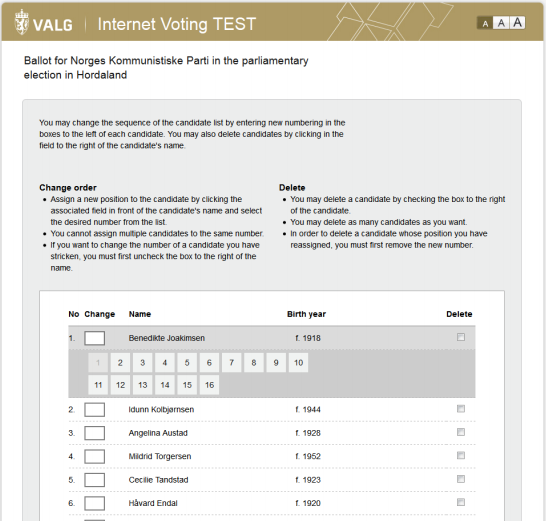 VALG | Internet Voting TEST
A A A
Ballot for Norges Kommunistiske Parti in the parliamentary
election in Hordaland
You may change the sequence of the candidate list by entering new numbering in the
boxes to the left of each candidate. You may also delete candidates by clicking in the
field to the right of the candidate's name.
Change order
• Assign a new position to the candidate by clicking the
associated field in front of the candidate's name and select
the desired number from the list.
• You cannot assign multiple candidates to the same number.
• If you want to change the number of a candidate you have
stricken, you must first uncheck the box to the right of the
name.
Delete
• You may delete a candidate by checking the box to the right
of the candidate.
• You may delete as many candidates as you want.
• In order to delete a candidate whose position you have
reassigned, you must first remove the new number.
No Change Name Birth year Delete
1. Benedikte Joakimsen f. 1918
1 2 3 4 5 6 7 8 9 10
11 12 13 14 15 16
2. Idunn Kolbjørnsen f. 1944
3. Angelina Austad f. 1928
4. Mildrid Torgersen f. 1952
5. Cecilie Tandstad f. 1923
6. Håvard Endal f. 1920